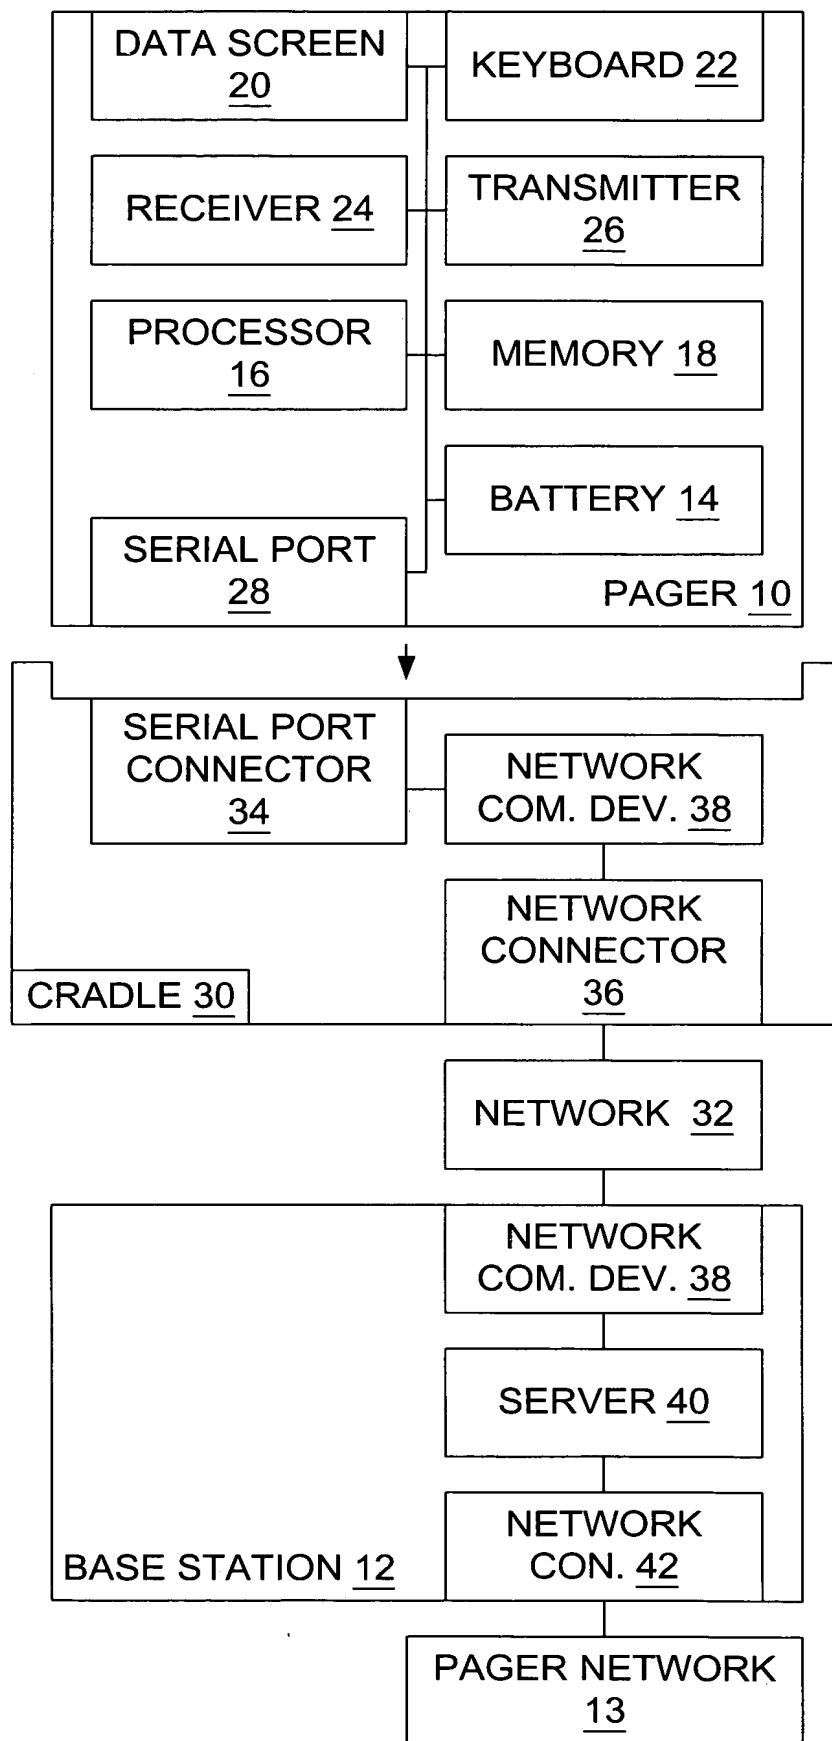 DATA SCREEN
20
KEYBOARD 22
RECEIVER 24
TRANSMITTER
26
PROCESSOR
16
MEMORY 18
BATTERY 14
SERIAL PORT
28
PAGER 10
SERIAL PORT
CONNECTOR
34
NETWORK
COM. DEV. 38
NETWORK
CONNECTOR
36
CRADLE 30
NETWORK 32
NETWORK
COM. DEV. 38
SERVER 40
NETWORK
CON. 42
BASE STATION 12
PAGER NETWORK
13